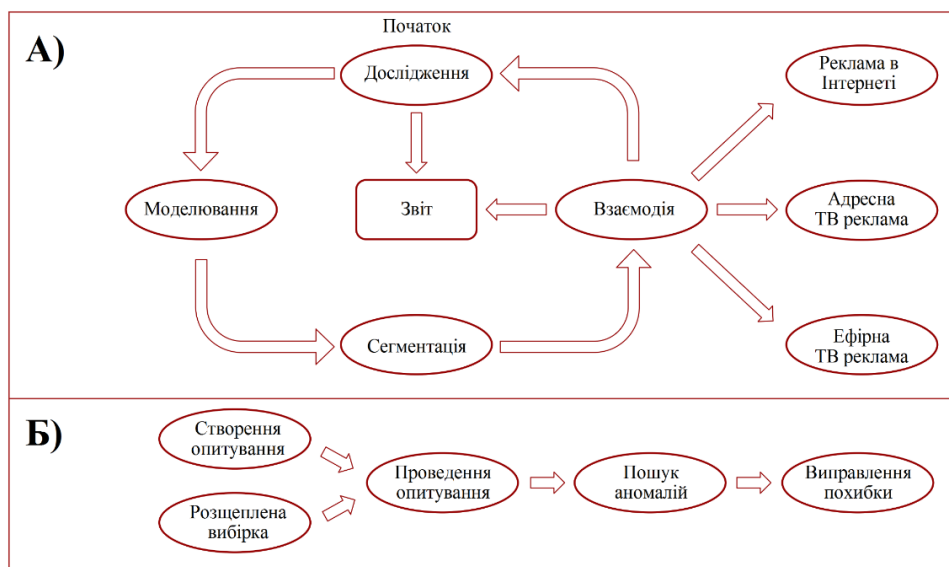 А)
Початок
Дослідження
Реклама в
Інтернеті
Моделювання
Звіт
Взаємодія
Адресна
ТВ реклама
Сегментація
Ефірна
ТВ реклама
Б)
Створення
опитування
Розщеплена
вибірка
Проведення
опитування
Пошук
аномалій
Виправлення
похибки